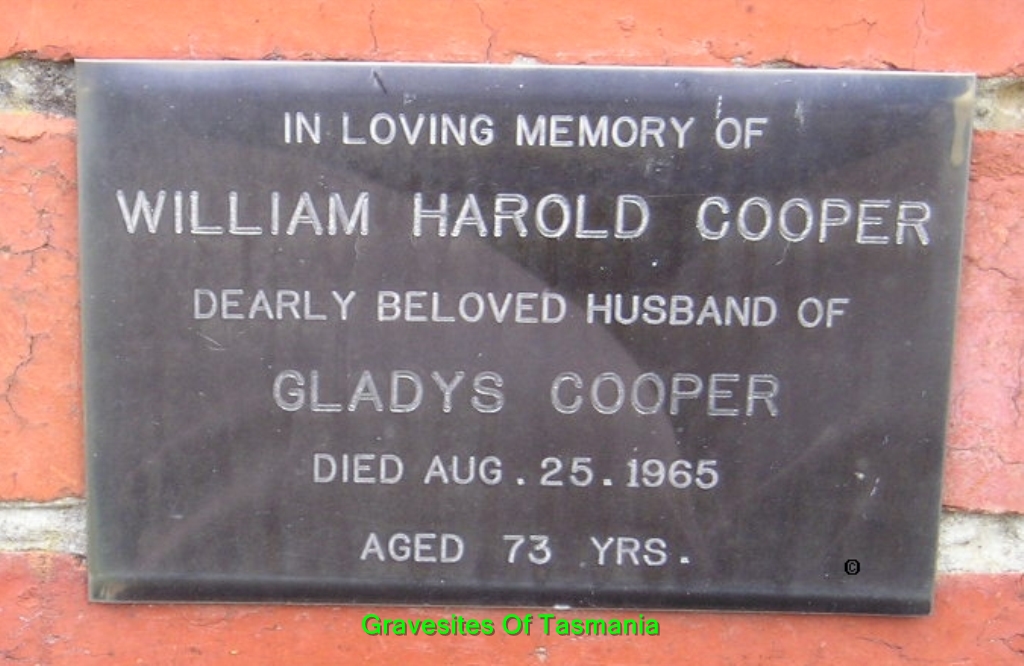 IN LOVING MEMORY OF
WILLIAM HAROLD COOPER
DEARLY BELOVED HUSBAND OF
GLADYS COOPER
DIED AUG. 25. 1965
AGED 73 YRS.
©
Gravesites Of Tasmania